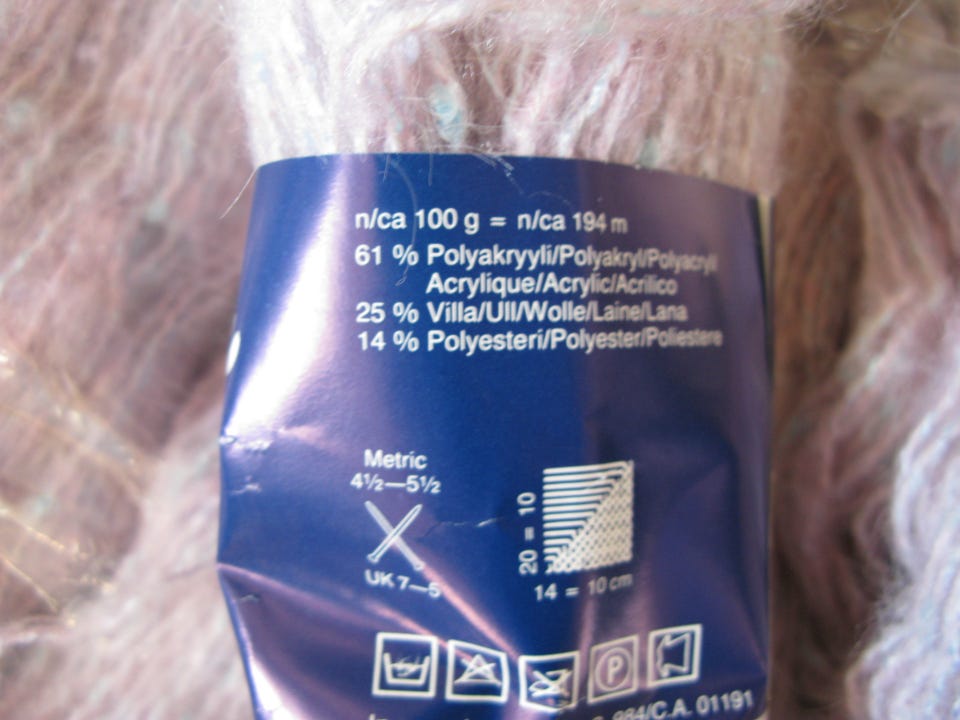 n/ca 100 g = n/ca 194 m
61 % Polyakryyli/Polyakryl/Polyacryl
Acrylique/Acrylic/Acrilico
25 % Villa/Ull/Wolle/Laine/Lana
14 % Polyesteri/Polyester/Poliestere
Metric
4½—5½
UK 7—5
20 = 10
14 = 10 cm
P
984/C.A. 01191